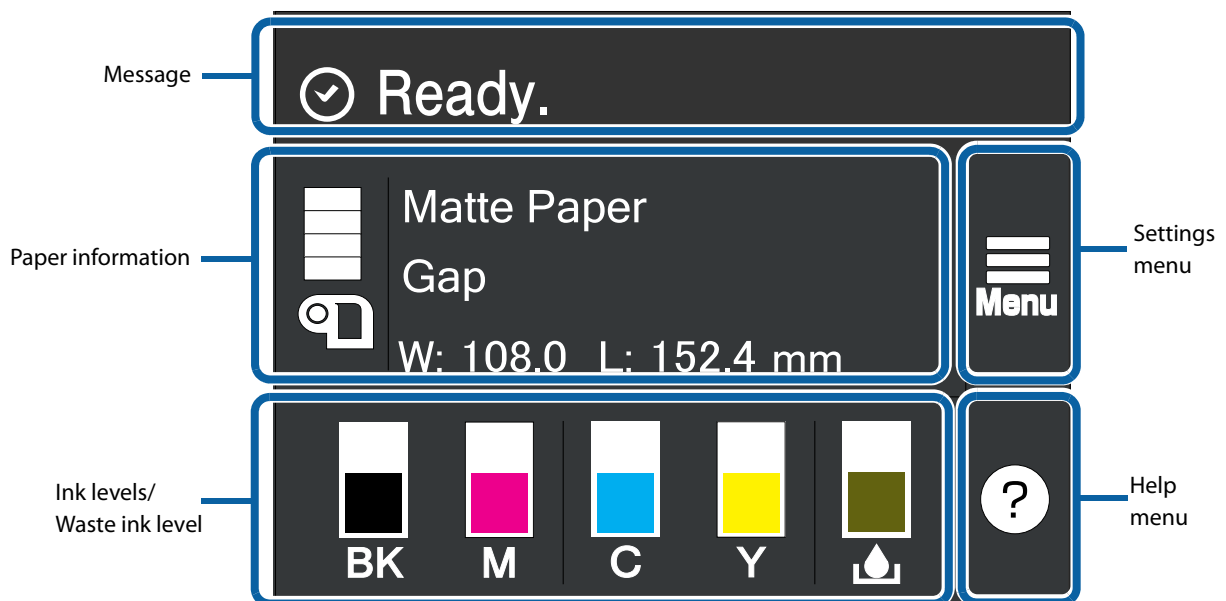 Message
Ready.
Paper information
Matte Paper
Gap
W: 108.0 L: 152.4 mm
Menu
Settings
menu
Ink levels/
Waste ink level
BK M C Y
?
Help
menu